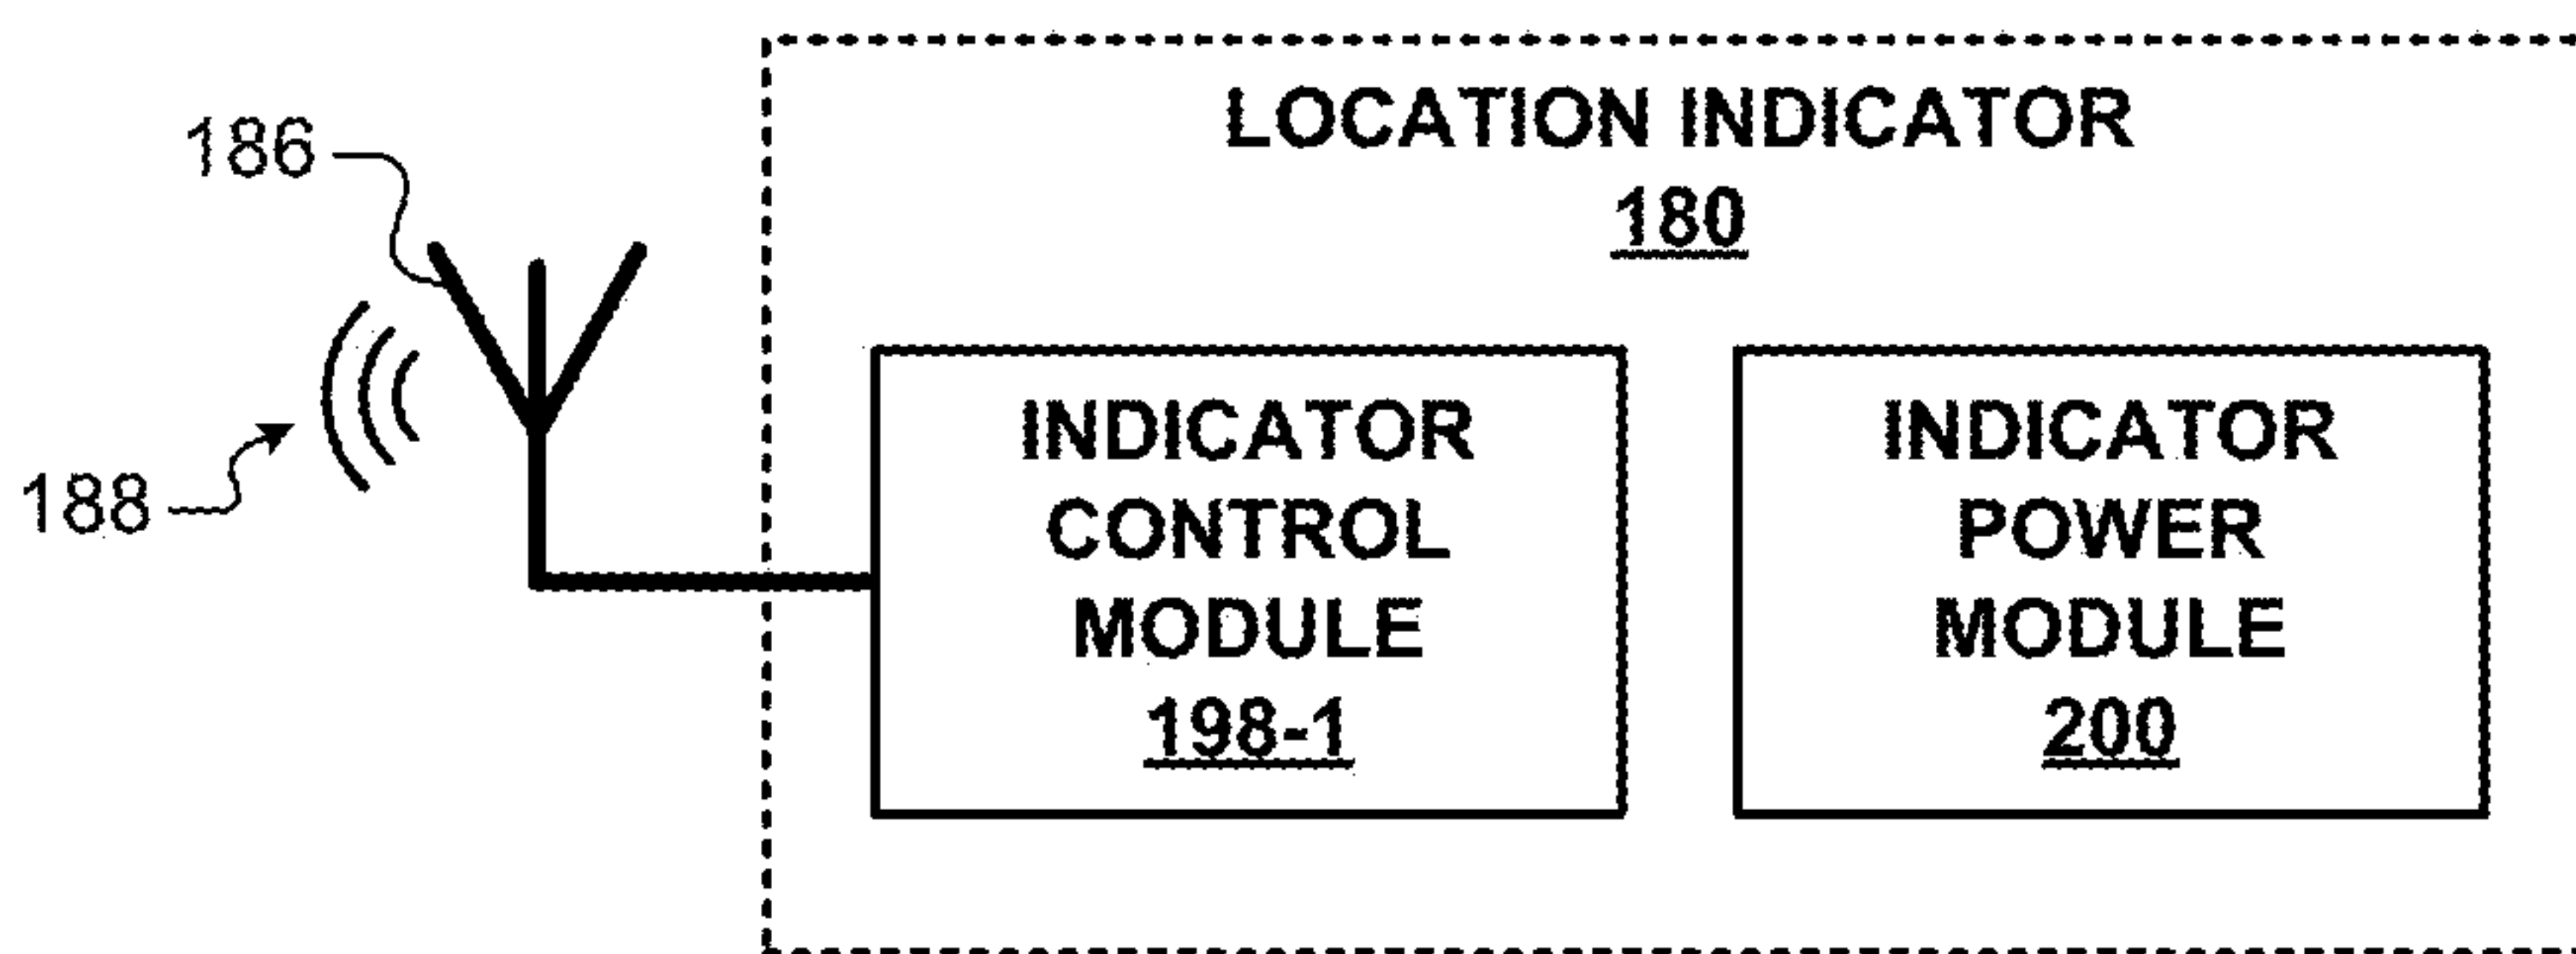 186
188
LOCATION INDICATOR
180
INDICATOR
CONTROL
MODULE
198-1
INDICATOR
POWER
MODULE
200